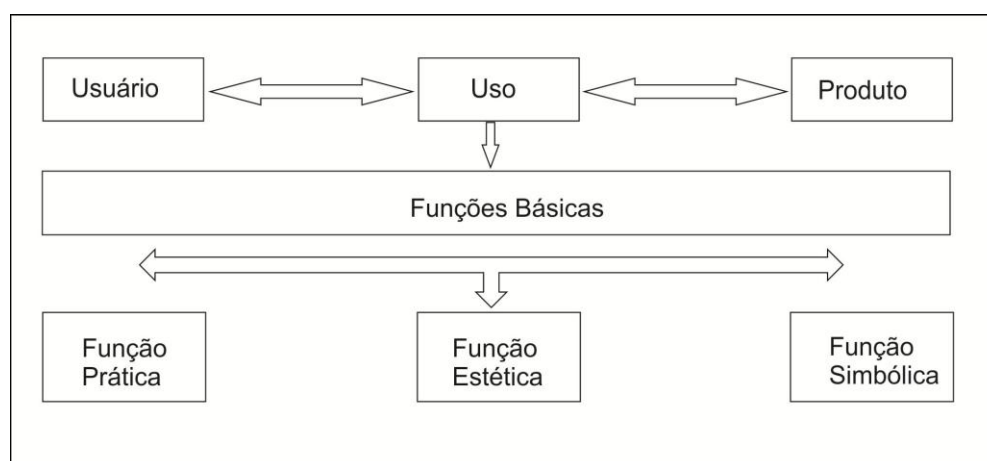 Usuário
Uso
Produto
Funções Básicas
Função
Prática
Função
Estética
Função
Simbólica